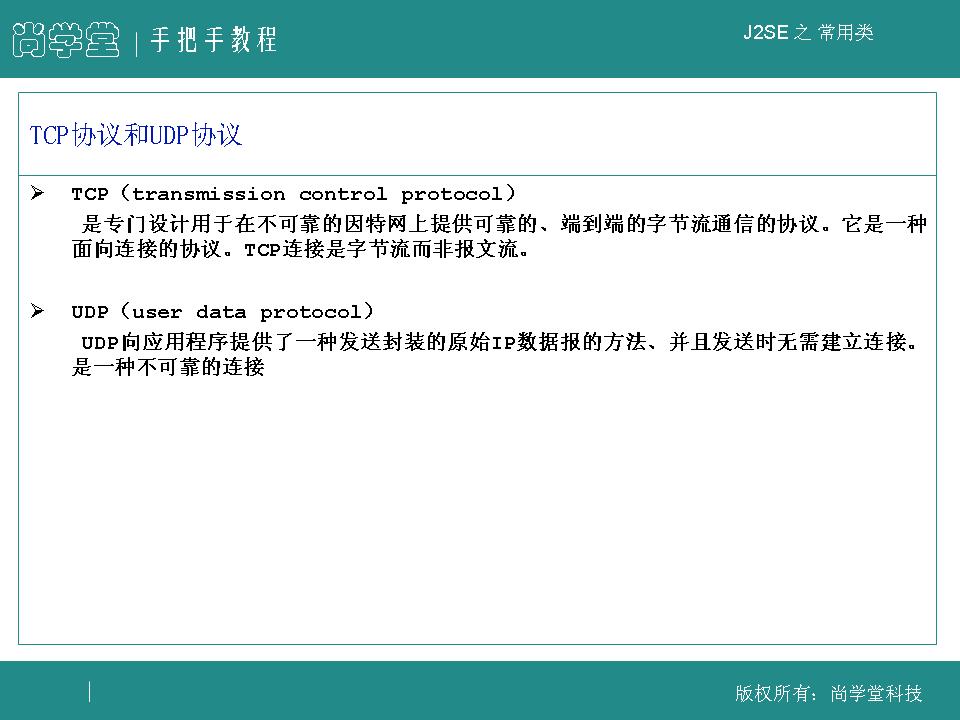 尚学堂 | 手把手教程
J2SE 之 常用类
TCP协议和UDP协议
➢ TCP（transmission control protocol）
是专门设计用于在不可靠的因特网上提供可靠的、端到端的字节流通信的协议。它是一种
面向连接的协议。TCP连接是字节流而非报文流。
➢ UDP（user data protocol）
UDP向应用程序提供了一种发送封装的原始IP数据报的方法、并且发送时无需建立连接。
是一种不可靠的连接
版权所有：尚学堂科技